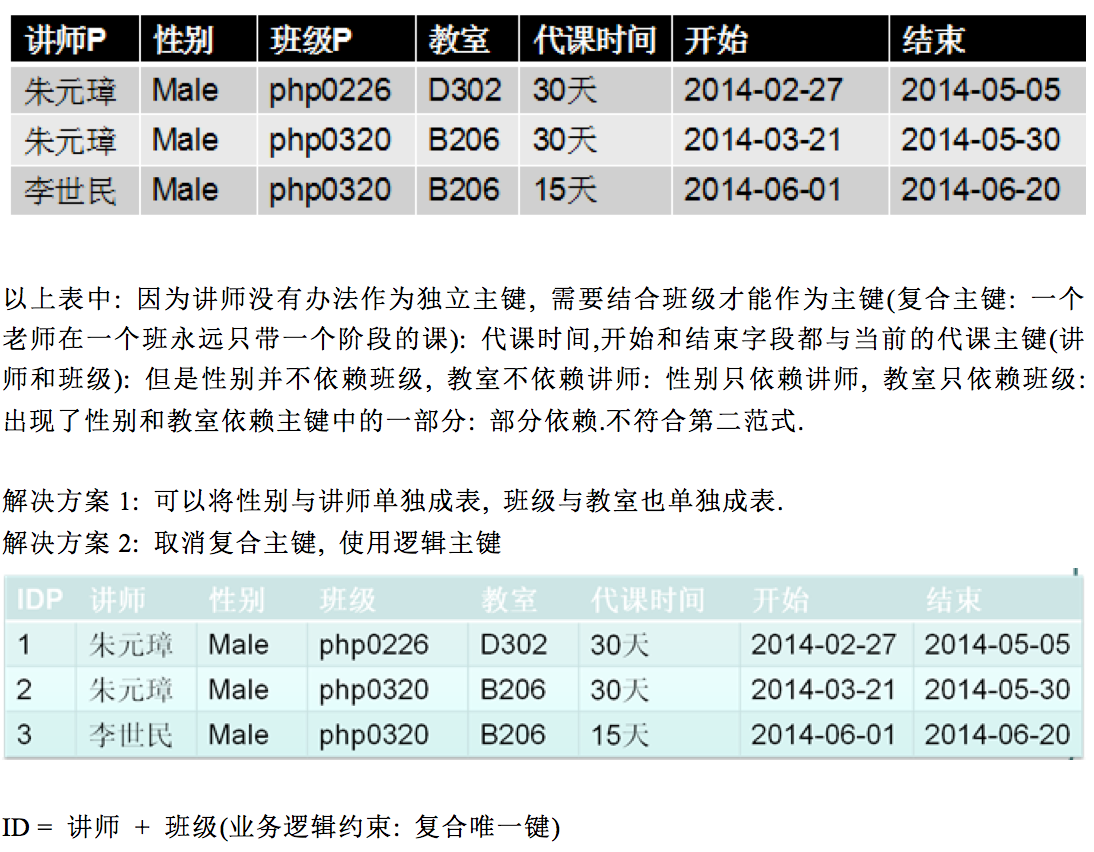 讲师P 性别 班级P 教室 代课时间 开始 结束
朱元璋 Male php0226 D302 30天 2014-02-27 2014-05-05
朱元璋 Male php0320 B206 30天 2014-03-21 2014-05-30
李世民 Male php0320 B206 15天 2014-06-01 2014-06-20
以上表中: 因为讲师没有办法作为独立主键, 需要结合班级才能作为主键(复合主键: 一个
老师在一个班永远只带一个阶段的课): 代课时间,开始和结束字段都与当前的代课主键(讲
师和班级): 但是性别并不依赖班级, 教室不依赖讲师: 性别只依赖讲师, 教室只依赖班级:
出现了性别和教室依赖主键中的一部分: 部分依赖.不符合第二范式.
解决方案 1: 可以将性别与讲师单独成表, 班级与教室也单独成表.
解决方案 2: 取消复合主键, 使用逻辑主键
IDP 讲师 性别 班级 教室 代课时间 开始 结束
1 朱元璋 Male php0226 D302 30天 2014-02-27 2014-05-05
2 朱元璋 Male php0320 B206 30天 2014-03-21 2014-05-30
3 李世民 Male php0320 B206 15天 2014-06-01 2014-06-20
ID = 讲师 + 班级(业务逻辑约束: 复合唯一键)